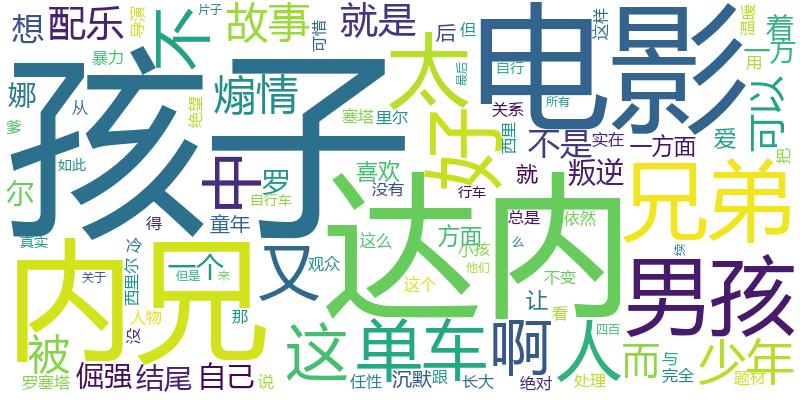 孩子
电影
达内
内兄
兄弟
男孩
太
好
不
中
又
这
单车
啊
人
少年
而
被
故事
煽情
配乐
就是
想
后
但
这样
温暖
着
一方
用
可以
爱
把
片子
导演
可惜
暴力
从
绝望
娜
爹
尔
如此
罗
童年
自行车
得
真实
西里尔
冷
一个
但是
来
关于
观众
那
人物
没
罗塞塔
倔强
结尾
自己
说
任性
沉默
跟
长大
绝对
处理
四百
与
完全
题材
看
让
续
不变
么
他们
小孩
这个
这么
方面
依然
总是
行车
没有
喜欢
就
叛逆
不是
实在
一方面
关系
西里
自行
最后
所有
塞塔
里尔